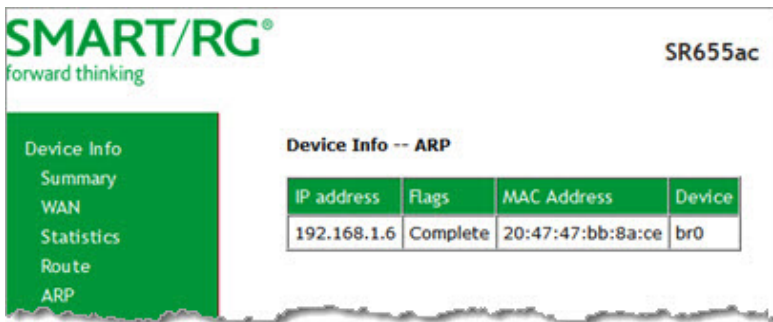 SMART/RG®
forward thinking
SR655ac
Device Info
Summary
WAN
Statistics
Route
ARP
Device Info -- ARP
IP address Flags MAC Address Device
192.168.1.6 Complete 20:47:47:bb:8a:ce br0